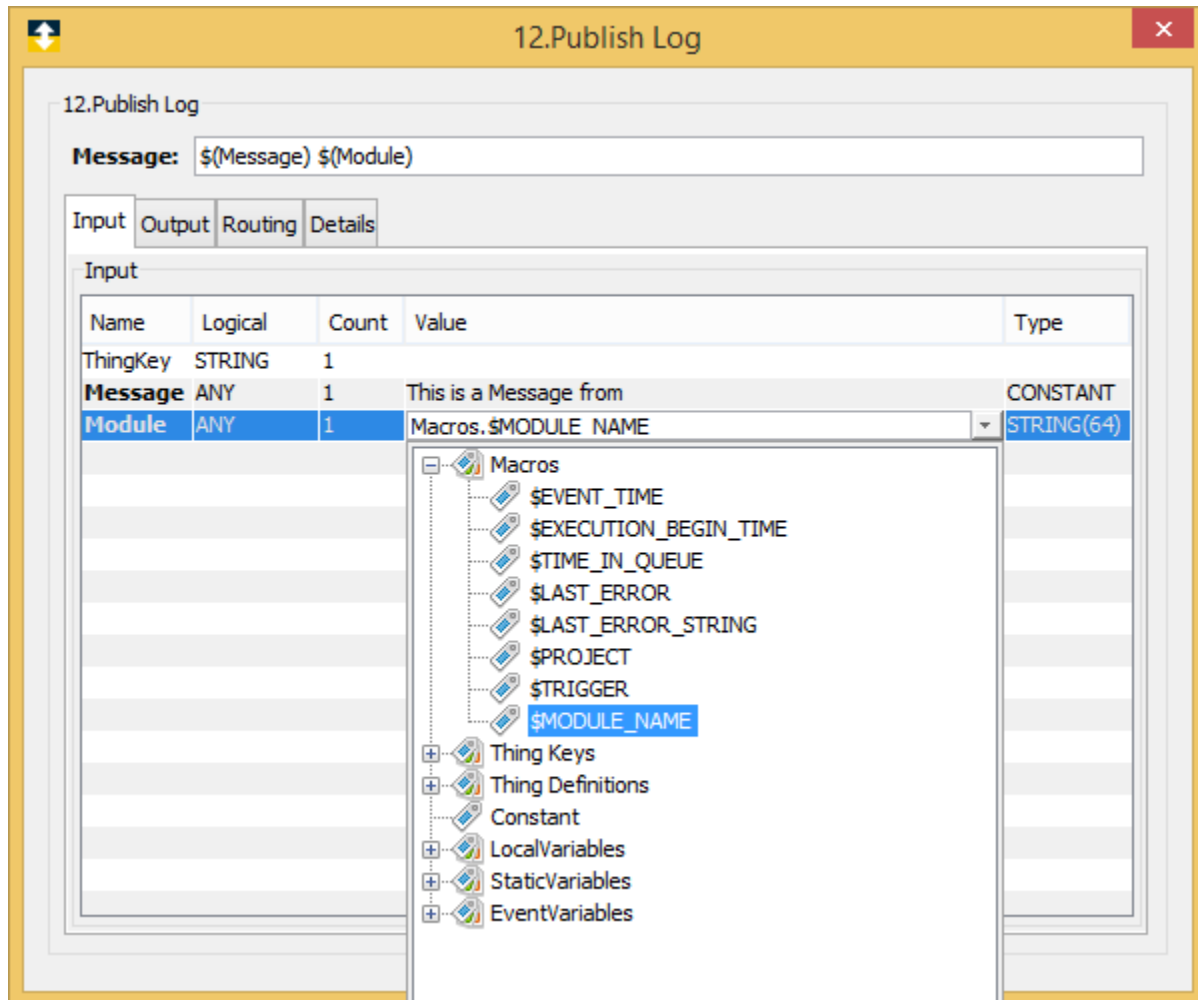 12.Publish Log
12.Publish Log
Message: $(Message) $(Module)
Input Output Routing Details
Input
Name Logical Count Value Type
ThingKey STRING 1
Message ANY 1 This is a Message from CONSTANT
Module ANY 1 Macros.$MODULE_NAME STRING(64)
Macros
$EVENT_TIME
$EXECUTION_BEGIN_TIME
$TIME_IN_QUEUE
$LAST_ERROR
$LAST_ERROR_STRING
$PROJECT
$TRIGGER
$MODULE_NAME
Thing Keys
Thing Definitions
Constant
LocalVariables
StaticVariables
EventVariables